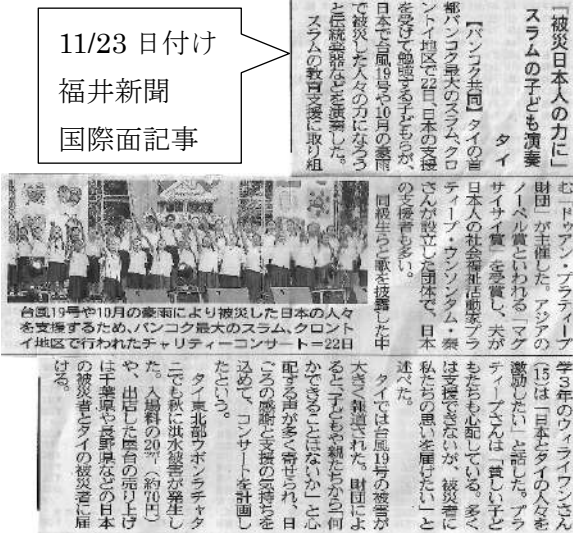 11/23 日付け
福井新聞
国際面記事
「被災日本人の力に」
スラムの子ども演奏
タイ
【バンコク共同】タイの首
都バンコク最大のスラム、クロ
ントイ地区で22日、日本の支援
を受けて勉強する子どもらが、
日本で台風19号や10月の豪雨
で被災した人々の力になろう
と伝統楽器などを演奏した。
スラムの教育支援に取り組
む「ドゥアン・プラティープ
財団」が主催した。アジアの
ノーベル賞といわれる「マグ
サイサイ賞」を受賞し、夫が
日本人の社会福祉活動家プラ
ティープ・ウンソンタム・秦
さんが設立した団体で、日本
の支援者も多い。
同級生らと歌を披露した中
台風19号や10月の豪雨により被災した日本の人々
を支援するため、バンコク最大のスラム、クロント
イ地区で行われたチャリティーコンサート=22日
学3年のウィライワンさん
(15)は「日本とタイの人々を
激励したい」と話した。プラ
ティープさんは「貧しい子ど
もたちも心配している。多く
は支援できないが、被災者に
私たちの思いを届けたい」と
述べた。
タイでは台風19号の被害が
大きく報道された。財団によ
ると、子どもや親たちから「何
かできることはないか」と心
配する声が多く寄せられ、日
ごろの感謝と支援の気持ちを
込めて、コンサートを計画し
たという。
タイ東北部ウボンラチャタ
ニでも秋に洪水被害が発生し
た。入場料の20バーツ(約70円)
や、出店した屋台の売り上げ
は千葉県や長野県などの日本
の被災者とタイの被災者に届
ける。